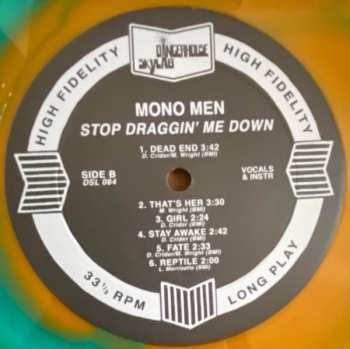 DANGERHOUSE
SKYLAB
HIGH FIDELITY
HIGH FIDELITY
MONO MEN
STOP DRAGGIN' ME DOWN
1. DEAD END 3:42
D. Crider/M. Wright (BMI)
SIDE B
DSL 084
VOCALS
& INSTR
2. THAT'S HER 3:30
M. Wright (BMI)
3. GIRL 2:24
D. Crider (BMI)
4. STAY AWAKE 2:42
D. Crider (BMI)
5. FATE 2:33
D. Crider/M. Wright (BMI)
6. REPTILE 2:00
L. Morrisette (BMI)
33 ⅓ RPM
LONG PLAY